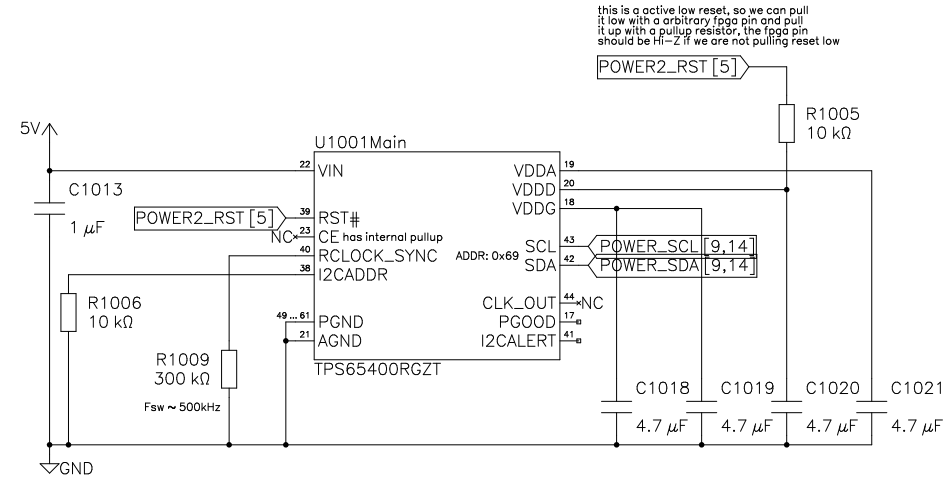 this is a active low reset, so we can pull
it low with a arbitrary fpga pin and pull
it up with a pullup resistor, the fpga pin
should be Hi-Z if we are not pulling reset low
POWER2_RST [5]
R1005
10 kΩ
5V
U1001Main
22 VIN
VDDA 19
VDDD 20
VDDG 18
C1013
1 µF
POWER2_RST [5]
39 RST#
NC 23 CE has internal pullup
40 RCLOCK_SYNC
38 I2CADDR
ADDR: 0x69
SCL 43 POWER_SCL [9,14]
SDA 42 POWER_SDA [9,14]
R1006
10 kΩ
CLK_OUT 44 NC
49...61 PGND
PGOOD 17
21 AGND
I2CALERT 41
TPS65400RGZT
R1009
300 kΩ
Fsw ~ 500kHz
C1018
4.7 µF
C1019
4.7 µF
C1020
4.7 µF
C1021
4.7 µF
GND